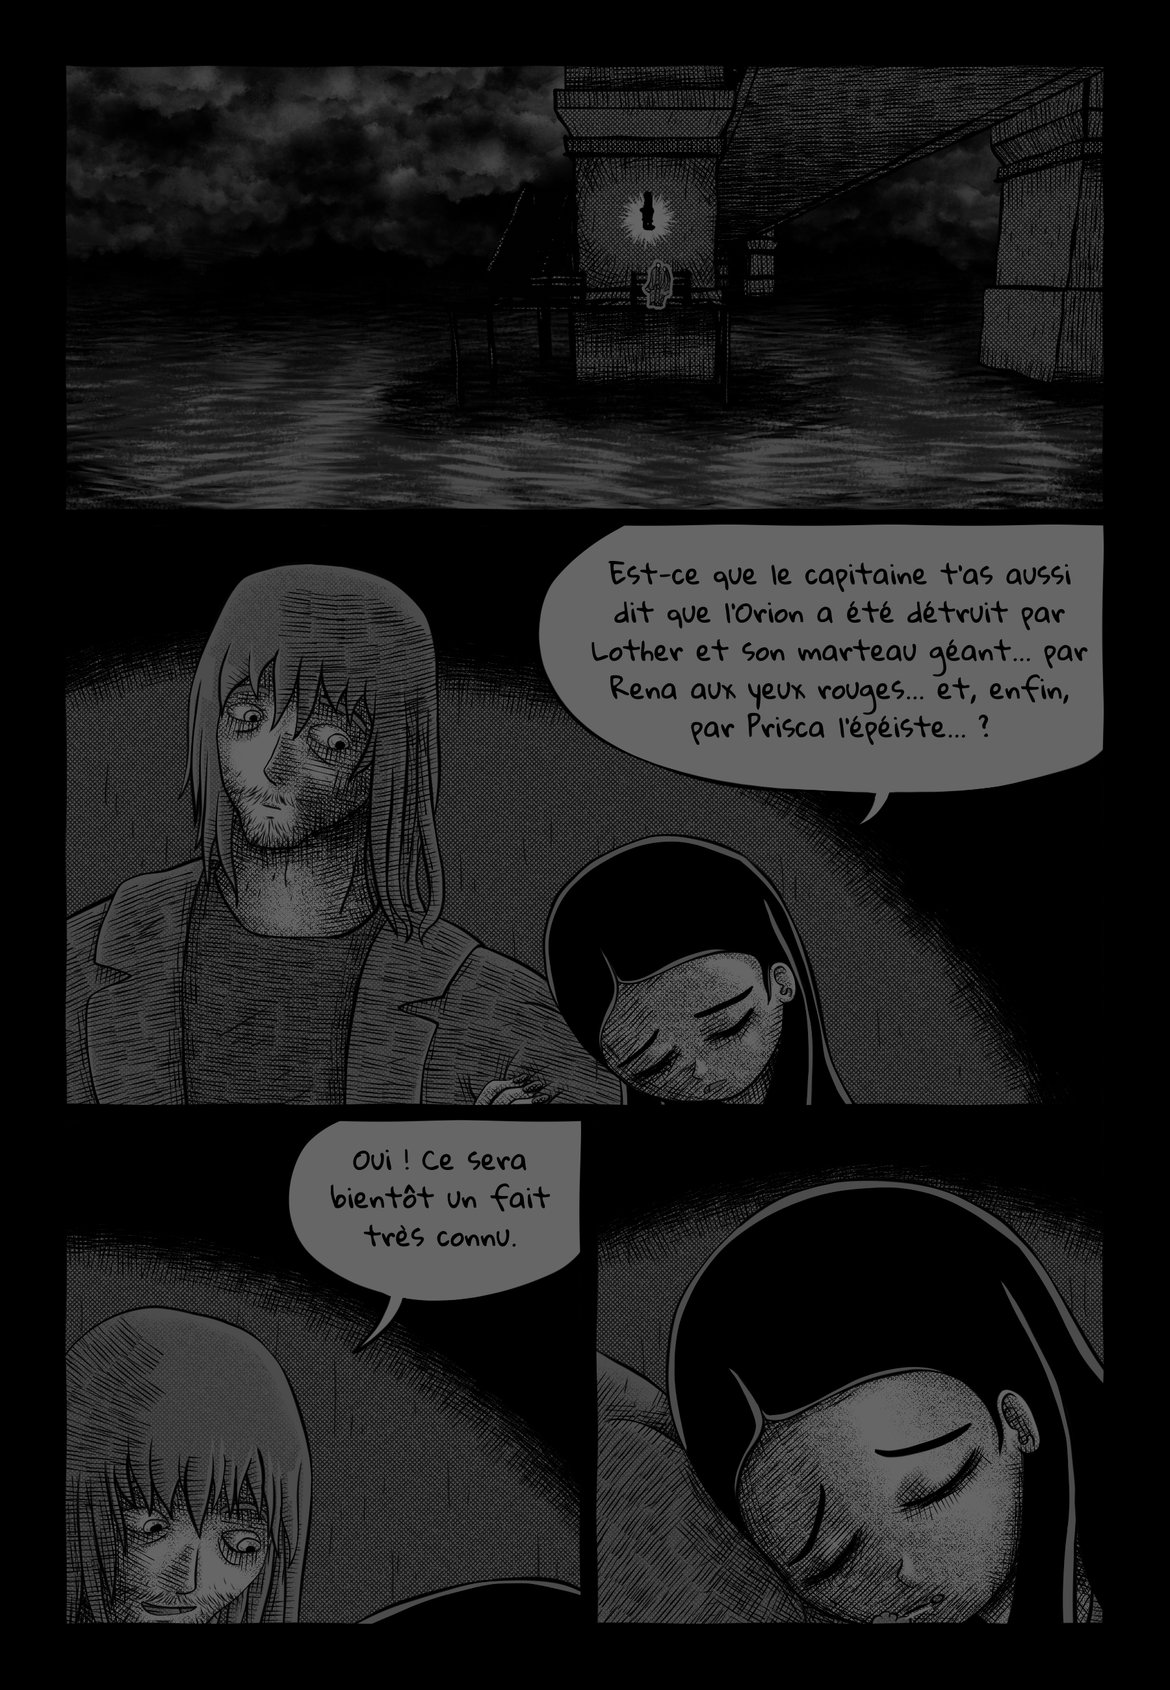 Est-ce que le capitaine t'as aussi
dit que l'Orion a été détruit par
Lother et son marteau géant... par
Rena aux yeux rouges... et, enfin,
par Prisca l'épéiste... ?
Oui ! Ce sera
bientôt un fait
très connu.